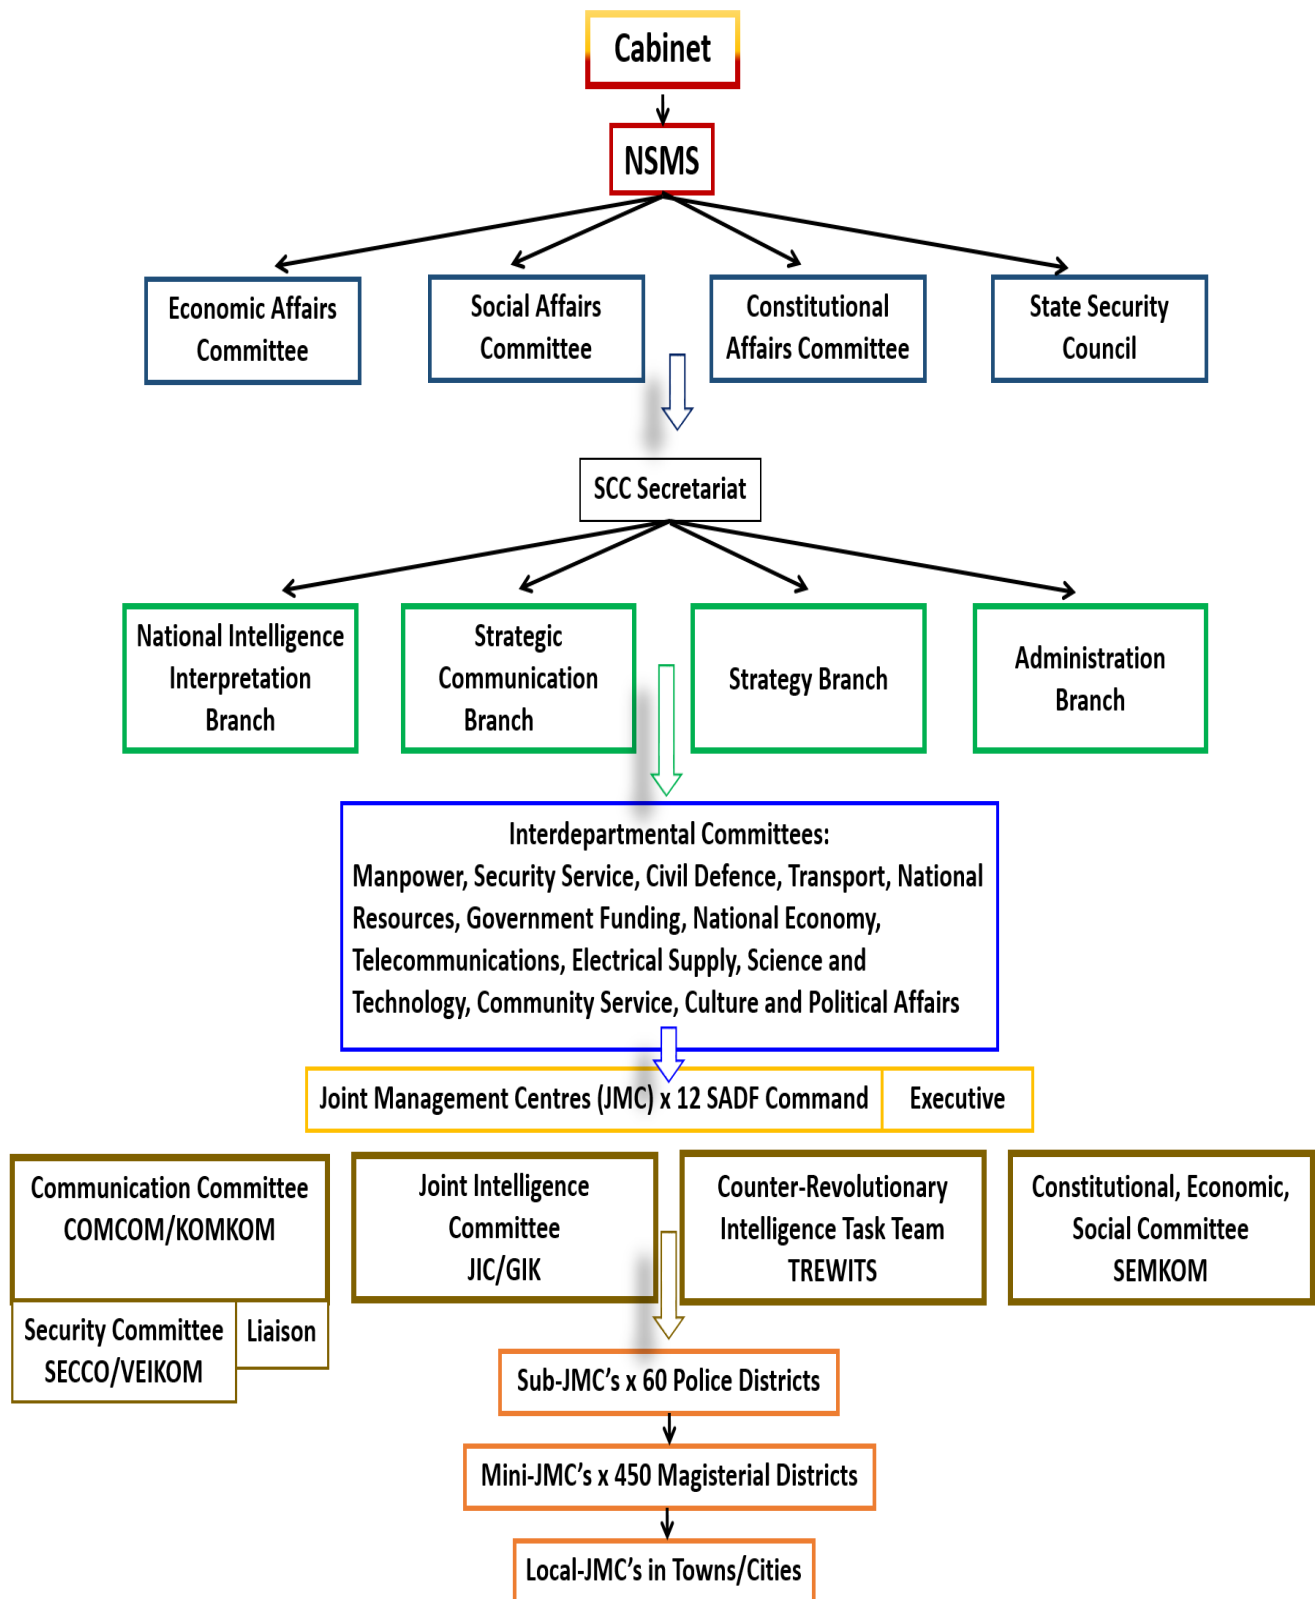 Cabinet
NSMS
Economic Affairs
Committee
Social Affairs
Committee
Constitutional
Affairs Committee
State Security
Council
SCC Secretariat
National Intelligence
Interpretation
Branch
Strategic
Communication
Branch
Strategy Branch
Administration
Branch
Interdepartmental Committees:
Manpower, Security Service, Civil Defence, Transport, National
Resources, Government Funding, National Economy,
Telecommunications, Electrical Supply, Science and
Technology, Community Service, Culture and Political Affairs
Joint Management Centres (JMC) x 12 SADF Command
Executive
Communication Committee
COMCOM/KOMKOM
Security Committee
SECCO/VEIKOM
Liaison
Joint Intelligence
Committee
JIC/GIK
Counter-Revolutionary
Intelligence Task Team
TREWITS
Constitutional, Economic,
Social Committee
SEMKOM
Sub-JMC's x 60 Police Districts
Mini-JMC's x 450 Magisterial Districts
Local-JMC's in Towns/Cities